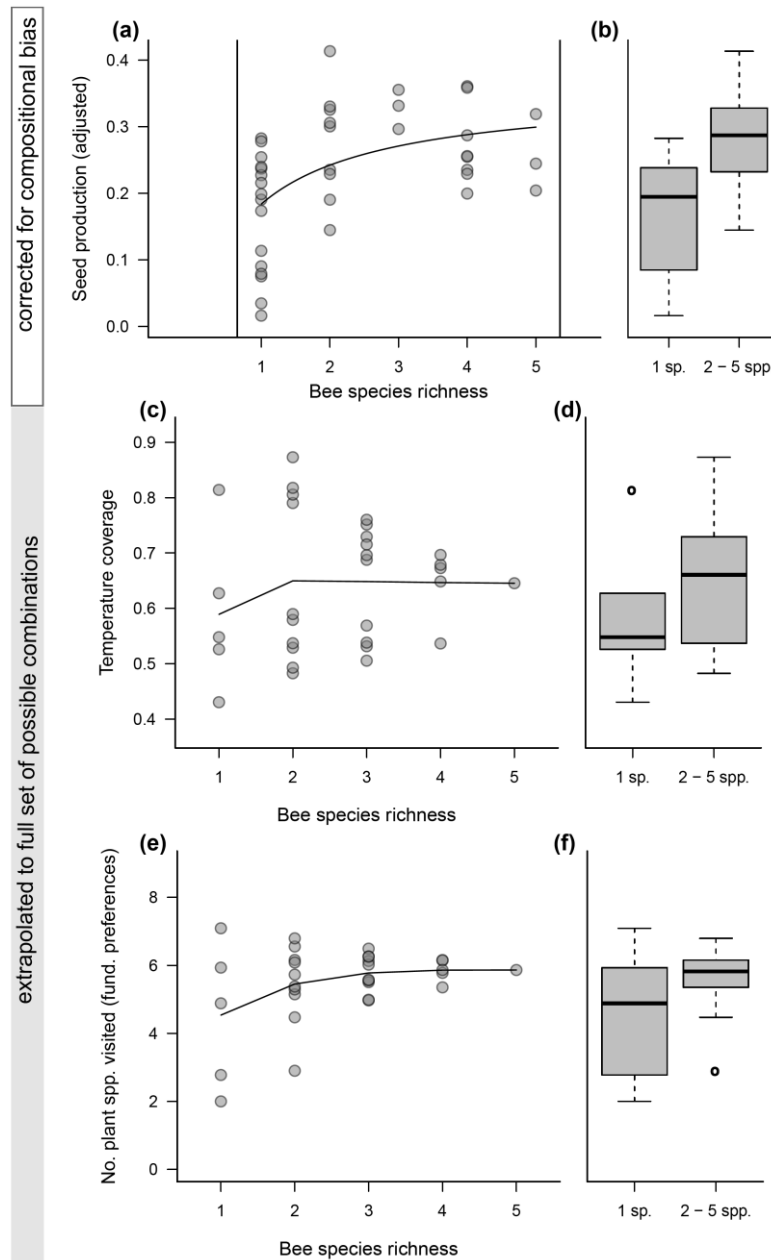 corrected for compositional bias
extrapolated to full set of possible combinations
(a)
Seed production (adjusted)
0.4
0.3
0.2
0.1
0.0
1 2 3 4 5
Bee species richness
(b)
1 sp. 2 – 5 spp
(c)
Temperature coverage
0.9
0.8
0.7
0.6
0.5
0.4
1 2 3 4 5
Bee species richness
(d)
1 sp. 2 – 5 spp.
(e)
No. plant spp. visited (fund. preferences)
8
6
4
2
0
1 2 3 4 5
Bee species richness
(f)
1 sp. 2 – 5 spp.